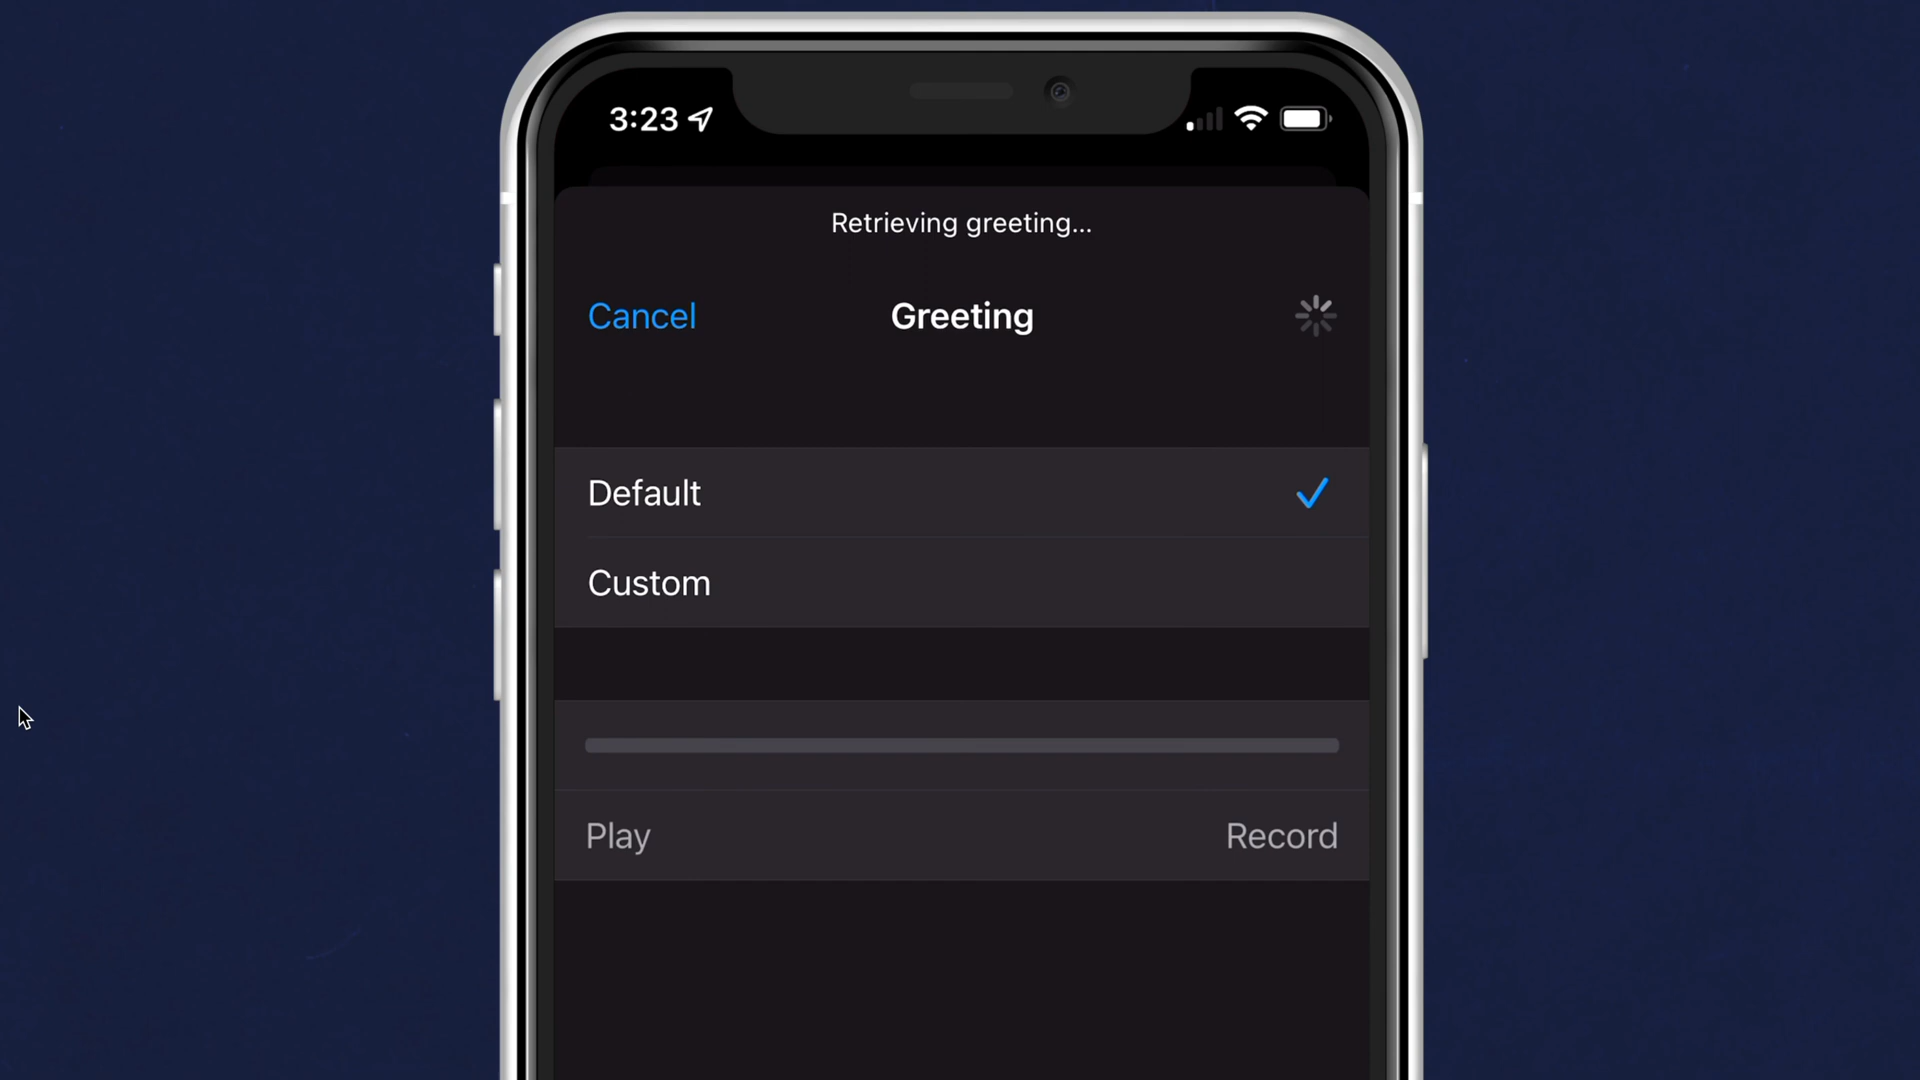 3:23
Retrieving greeting...
Cancel
Greeting
Default
Custom
Play
Record